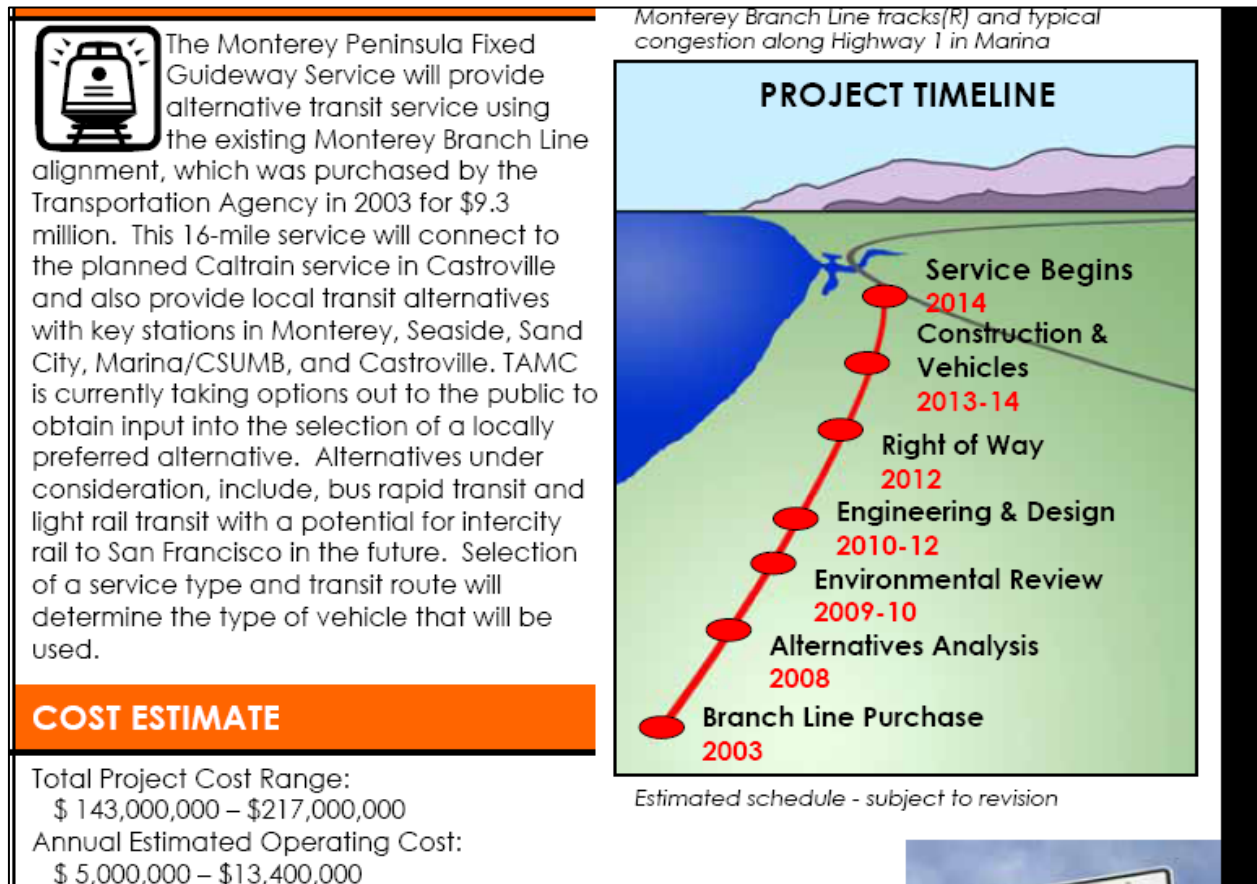 The Monterey Peninsula Fixed
Guideway Service will provide
alternative transit service using
the existing Monterey Branch Line
alignment, which was purchased by the
Transportation Agency in 2003 for $9.3
million.  This 16-mile service will connect to
the planned Caltrain service in Castroville
and also provide local transit alternatives
with key stations in Monterey, Seaside, Sand
City, Marina/CSUMB, and Castroville. TAMC
is currently taking options out to the public to
obtain input into the selection of a locally
preferred alternative.  Alternatives under
consideration, include, bus rapid transit and
light rail transit with a potential for intercity
rail to San Francisco in the future.  Selection
of a service type and transit route will
determine the type of vehicle that will be
used.
COST ESTIMATE
Total Project Cost Range:
$ 143,000,000 – $217,000,000
Annual Estimated Operating Cost:
$ 5,000,000 – $13,400,000
Monterey Branch Line tracks(R) and typical
congestion along Highway 1 in Marina
PROJECT TIMELINE
Service Begins
2014
Construction &
Vehicles
2013-14
Right of Way
2012
Engineering & Design
2010-12
Environmental Review
2009-10
Alternatives Analysis
2008
Branch Line Purchase
2003
Estimated schedule - subject to revision